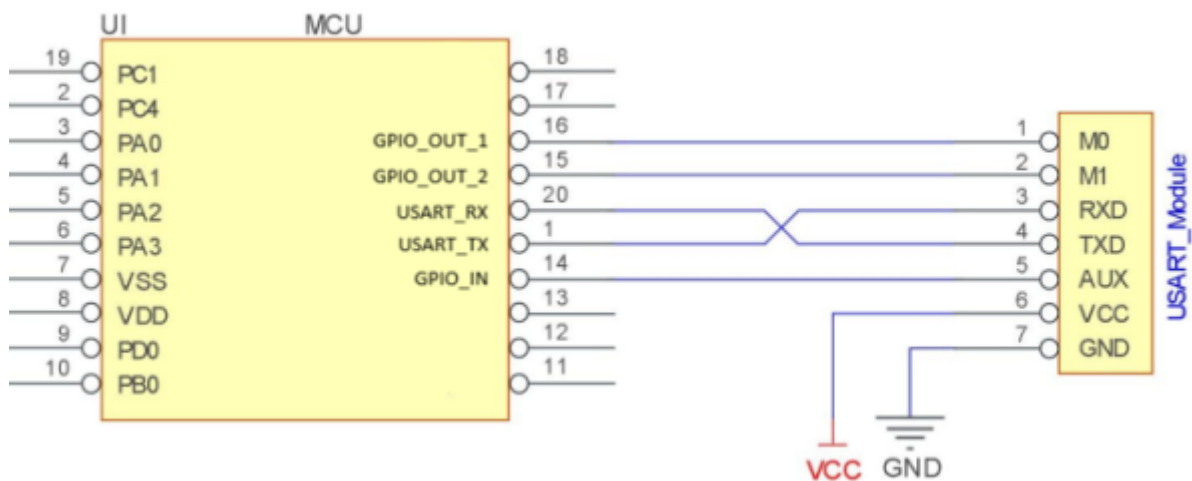 UI MCU
19 PC1
2 PC4
3 PA0
4 PA1
5 PA2
6 PA3
7 VSS
8 VDD
9 PD0
10 PB0
18
17
GPIO_OUT_1 16
GPIO_OUT_2 15
USART_RX 20
USART_TX 1
GPIO_IN 14
13
12
11
1 M0
2 M1
3 RXD
4 TXD
5 AUX
6 VCC
7 GND
USART_Module
VCC GND